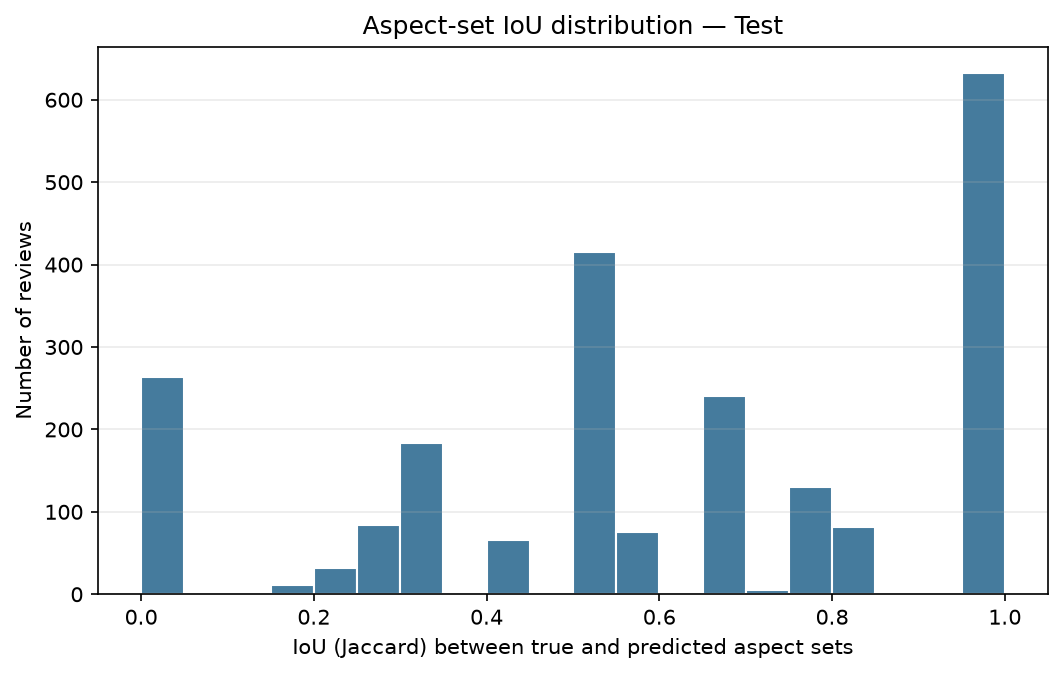 Aspect-set IoU distribution — Test
Number of reviews
600
500
400
300
200
100
0
0.0 0.2 0.4 0.6 0.8 1.0
IoU (Jaccard) between true and predicted aspect sets